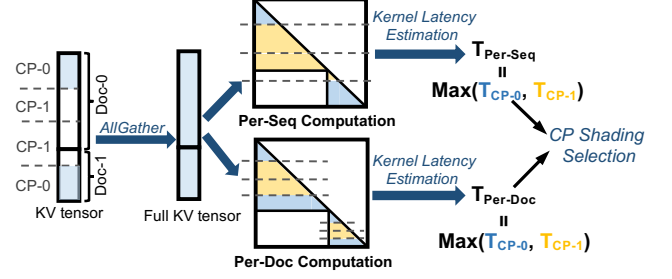 CP-0
CP-1
CP-1
CP-0
Doc-0
Doc-1
KV tensor
AllGather
Full KV tensor
Per-Seq Computation
Per-Doc Computation
Kernel Latency
Estimation
Kernel Latency
Estimation
TPer-Seq
=
Max(TCP-0, TCP-1)
CP Shading
Selection
TPer-Doc
=
Max(TCP-0, TCP-1)